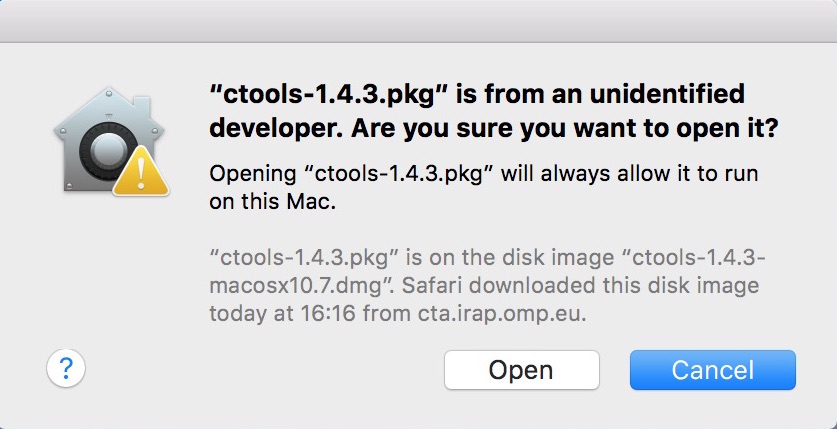 “ctools-1.4.3.pkg” is from an unidentified
developer. Are you sure you want to open it?
Opening “ctools-1.4.3.pkg” will always allow it to run
on this Mac.
“ctools-1.4.3.pkg” is on the disk image “ctools-1.4.3-
macosx10.7.dmg”. Safari downloaded this disk image
today at 16:16 from cta.irap.omp.eu.
?
Open
Cancel